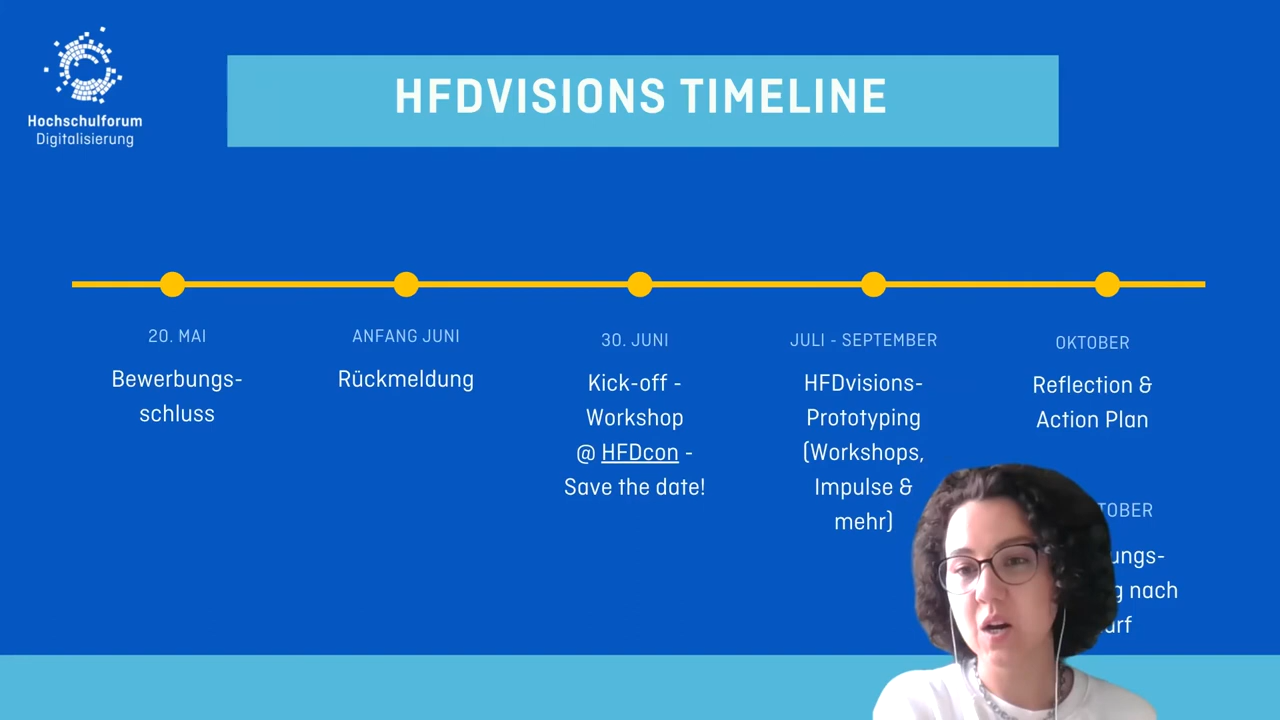 Hochschulforum
Digitalisierung
HFDVISIONS TIMELINE
20. MAI
Bewerbungs-
schluss
ANFANG JUNI
Rückmeldung
30. JUNI
Kick-off -
Workshop
@ HFDcon -
Save the date!
JULI - SEPTEMBER
HFDvisions-
Prototyping
(Workshops,
Impulse &
mehr)
OKTOBER
Reflection &
Action Plan
nach